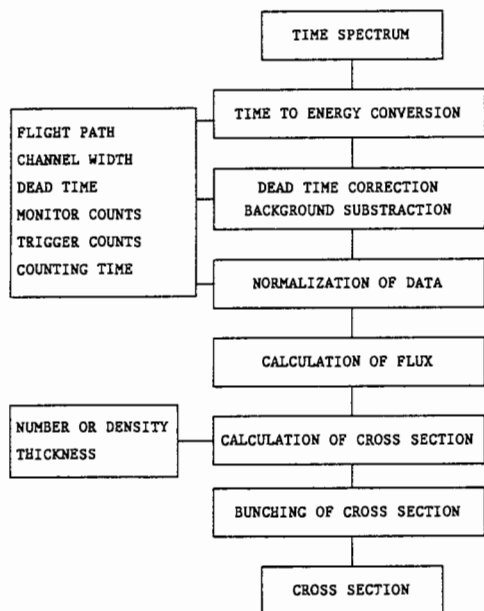 TIME SPECTRUM
TIME TO ENERGY CONVERSION
FLIGHT PATH
CHANNEL WIDTH
DEAD TIME
MONITOR COUNTS
TRIGGER COUNTS
COUNTING TIME
DEAD TIME CORRECTION
BACKGROUND SUBSTRACTION
NORMALIZATION OF DATA
CALCULATION OF FLUX
NUMBER OR DENSITY
THICKNESS
CALCULATION OF CROSS SECTION
BUNCHING OF CROSS SECTION
CROSS SECTION